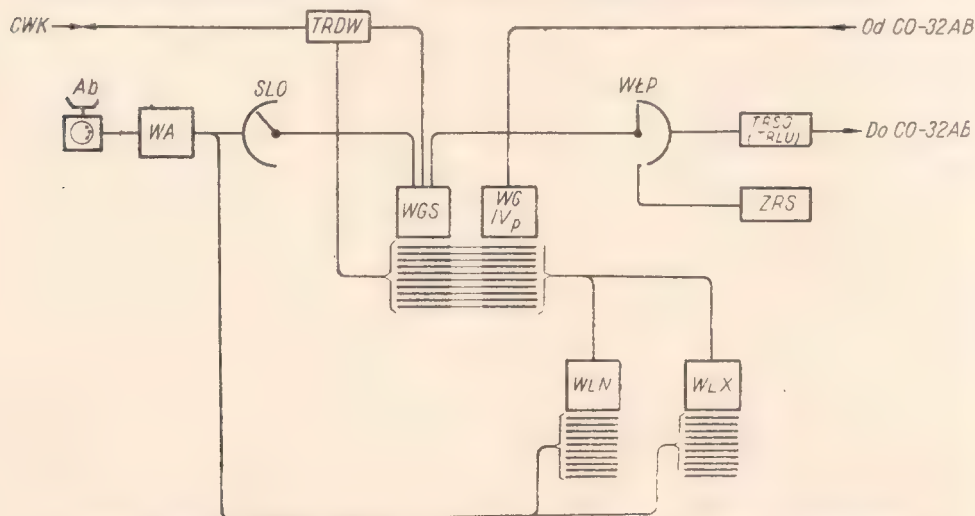 CWK
TRDW
Od CO-32AB
Ab
SLO
WŁP
WA
TRSO
(TRLU)
Do CO-32AB
WGS
WG
IVp
ZRS
WLN
WLX